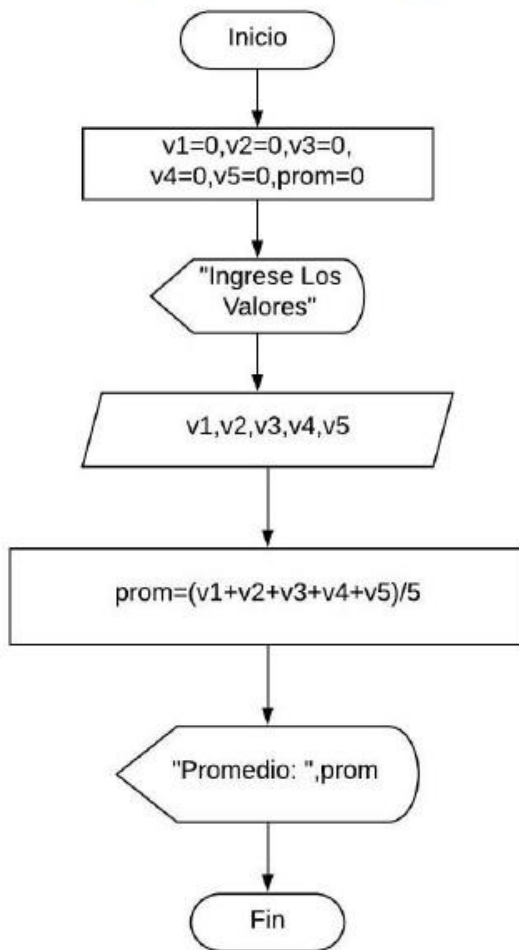 Inicio
v1=0,v2=0,v3=0,
v4=0,v5=0,prom=0
"Ingrese Los
Valores"
v1,v2,v3,v4,v5
prom=(v1+v2+v3+v4+v5)/5
"Promedio: ",prom
Fin